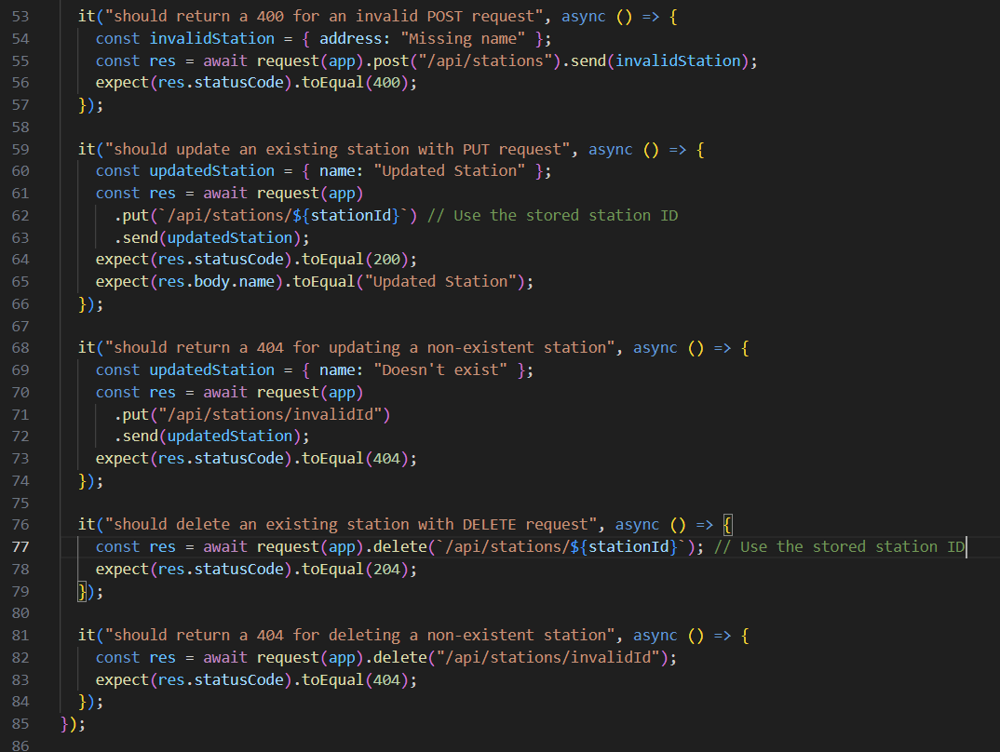 53 it("should return a 400 for an invalid POST request", async () => {
54 const invalidStation = { address: "Missing name" };
55 const res = await request(app).post("/api/stations").send(invalidStation);
56 expect(res.statusCode).toEqual(400);
57 });
58
59 it("should update an existing station with PUT request", async () => {
60 const updatedStation = { name: "Updated Station" };
61 const res = await request(app)
62 .put(`/api/stations/${stationId}`) // Use the stored station ID
63 .send(updatedStation);
64 expect(res.statusCode).toEqual(200);
65 expect(res.body.name).toEqual("Updated Station");
66 });
67
68 it("should return a 404 for updating a non-existent station", async () => {
69 const updatedStation = { name: "Doesn't exist" };
70 const res = await request(app)
71 .put("/api/stations/invalidId")
72 .send(updatedStation);
73 expect(res.statusCode).toEqual(404);
74 });
75
76 it("should delete an existing station with DELETE request", async () => {
77 const res = await request(app).delete(`/api/stations/${stationId}`); // Use the stored station ID
78 expect(res.statusCode).toEqual(204);
79 });
80
81 it("should return a 404 for deleting a non-existent station", async () => {
82 const res = await request(app).delete("/api/stations/invalidId");
83 expect(res.statusCode).toEqual(404);
84 });
85 });
86